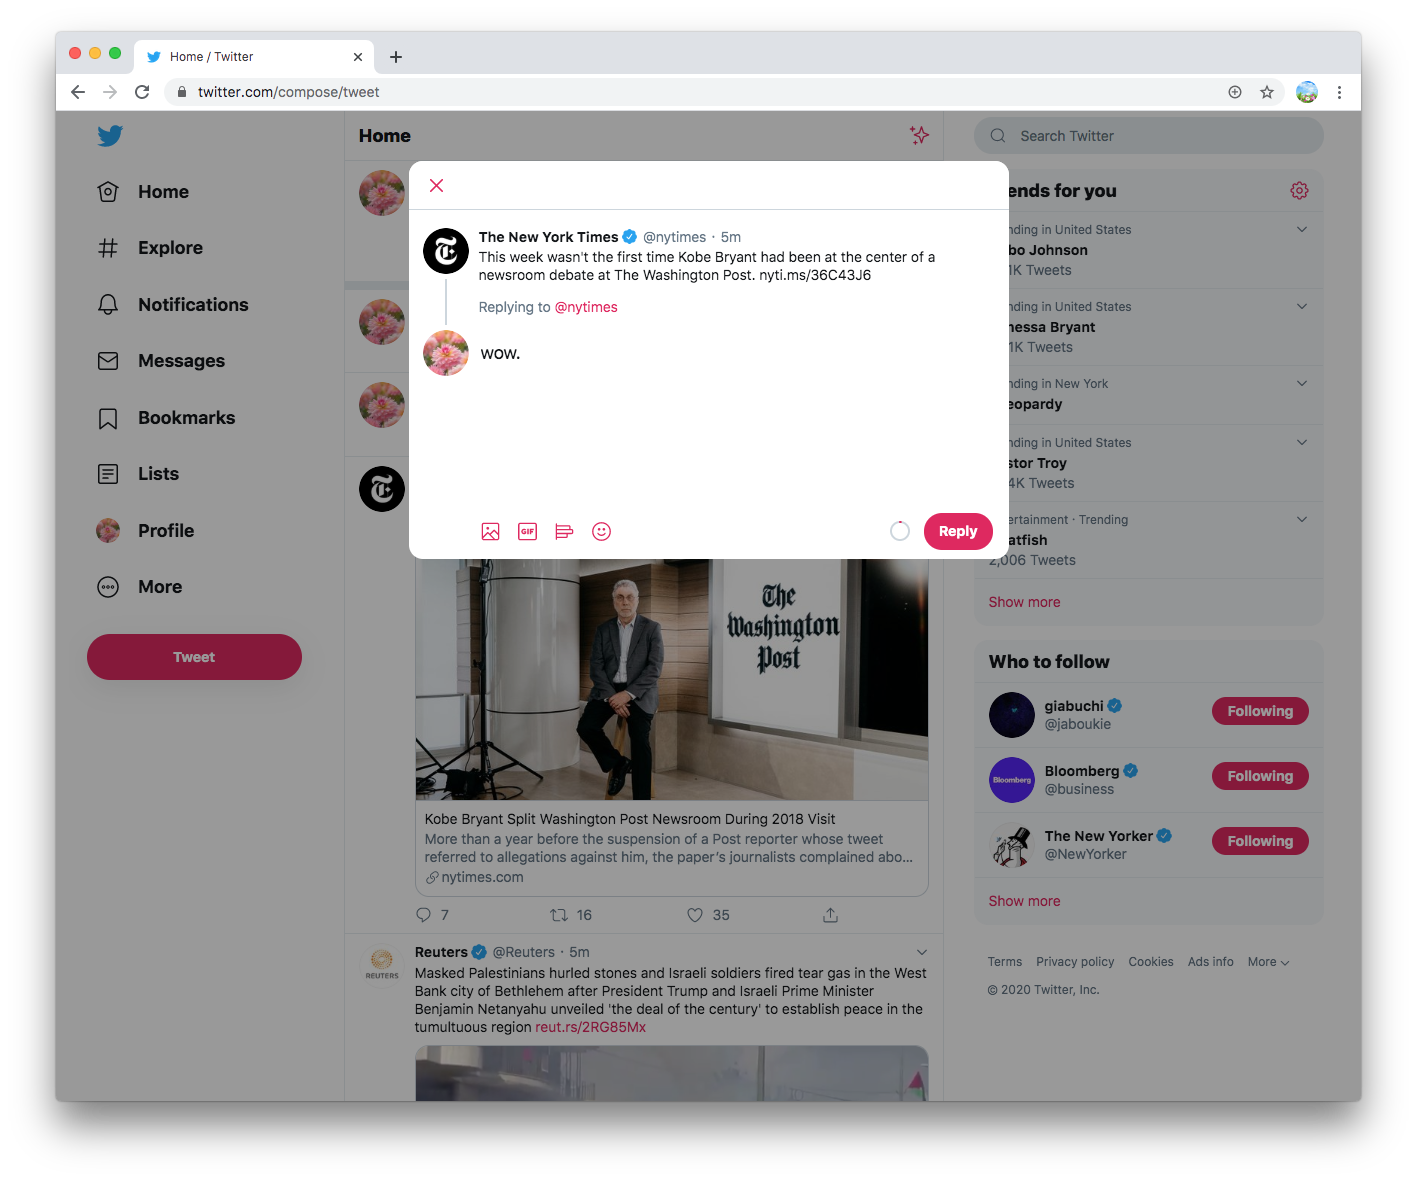 Home / Twitter
twitter.com/compose/tweet
Home
Explore
Notifications
Messages
Bookmarks
Lists
Profile
More
Tweet
Home
The New York Times @nytimes · 5m
This week wasn't the first time Kobe Bryant had been at the center of a
newsroom debate at The Washington Post. nyti.ms/36C43J6
Replying to @nytimes
wow.
GIF
Reply
The
Washington
Post
Kobe Bryant Split Washington Post Newsroom During 2018 Visit
More than a year before the suspension of a Post reporter whose tweet
referred to allegations against him, the paper's journalists complained abo...
nytimes.com
7 16 35
REUTERS
Reuters @Reuters · 5m
Masked Palestinians hurled stones and Israeli soldiers fired tear gas in the West
Bank city of Bethlehem after President Trump and Israeli Prime Minister
Benjamin Netanyahu unveiled 'the deal of the century' to establish peace in the
tumultuous region reut.rs/2RG85Mx
Search Twitter
ends for you
nding in United States
bo Johnson
1K Tweets
nding in United States
nessa Bryant
1K Tweets
nding in New York
eopardy
nding in United States
stor Troy
4K Tweets
ertainment · Trending
atfish
2,006 Tweets
Show more
Who to follow
giabuchi
@jaboukie
Following
Bloomberg
Bloomberg
@business
Following
The New Yorker
@NewYorker
Following
Show more
Terms Privacy policy Cookies Ads info More
© 2020 Twitter, Inc.